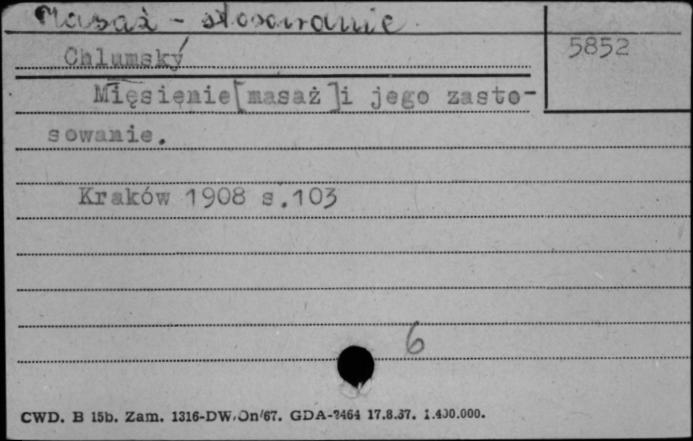 Masaż - stosowanie
5852
Chlumský
Mięsienie[masaż]i jego zasto-
sowanie.
Kraków 1908 s.103
6
CWD. B 15b. Zam. 1316-DW/On/67. GDA-2464 17.8.67. 1.400.000.